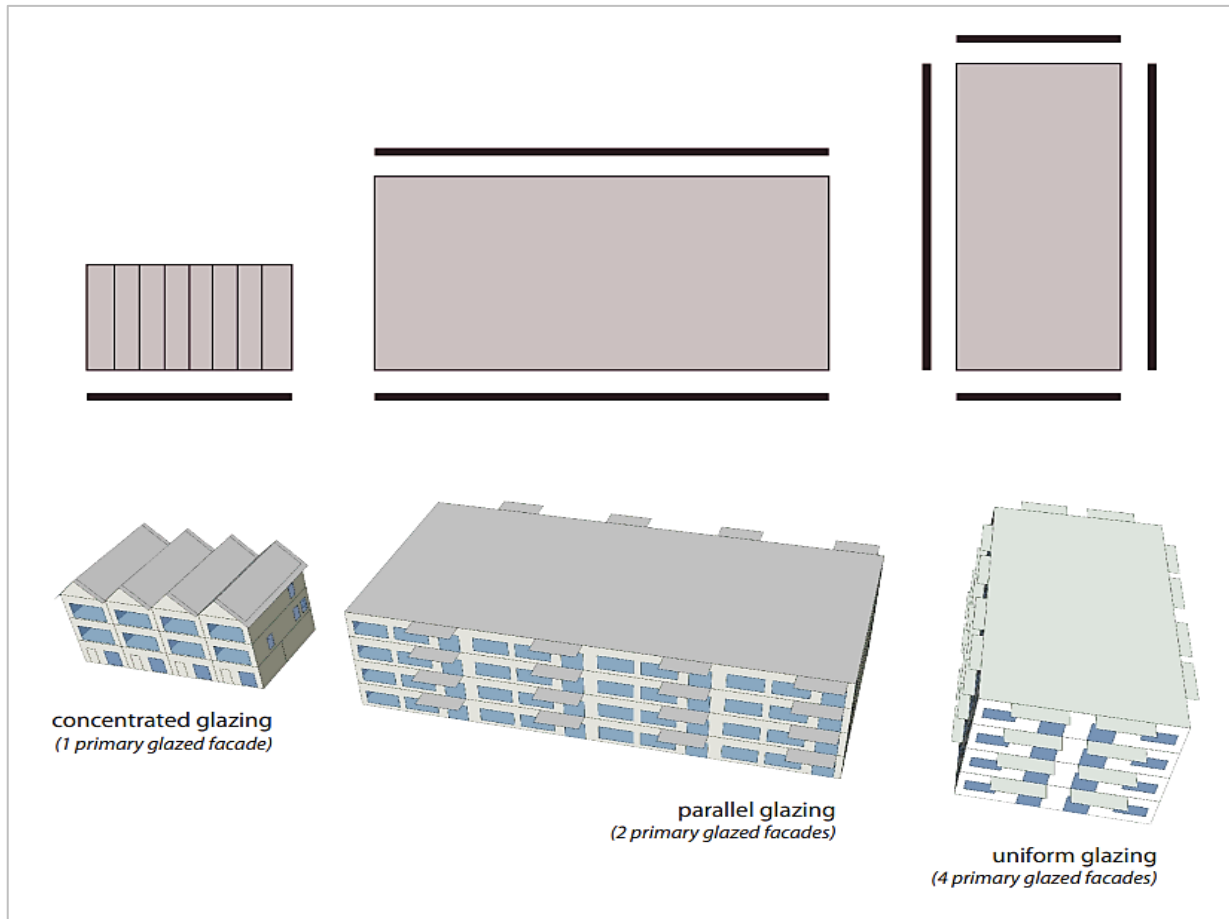 concentrated glazing
(1 primary glazed facade)
parallel glazing
(2 primary glazed facades)
uniform glazing
(4 primary glazed facades)